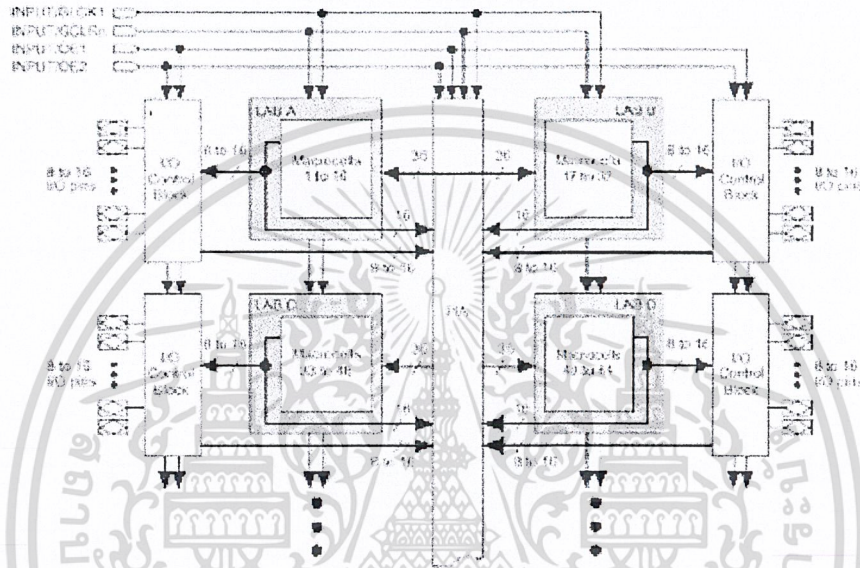 INPUT/GLCK1
INPUT/GCLRn
INPUT/OE1
INPUT/OE2
LAB A
LAB B
8 to 16
Macrocells
1 to 16
36
36
Macrocells
17 to 32
8 to 16
8 to 16
I/O pins
I/O
Control
Block
I/O
Control
Block
8 to 16
I/O pins
16
16
8 to 16
8 to 16
LAB C
PIA
LAB D
8 to 16
Macrocells
33 to 48
36
36
Macrocells
49 to 64
8 to 16
8 to 16
I/O pins
I/O
Control
Block
I/O
Control
Block
8 to 16
I/O pins
16
16
8 to 16
8 to 16